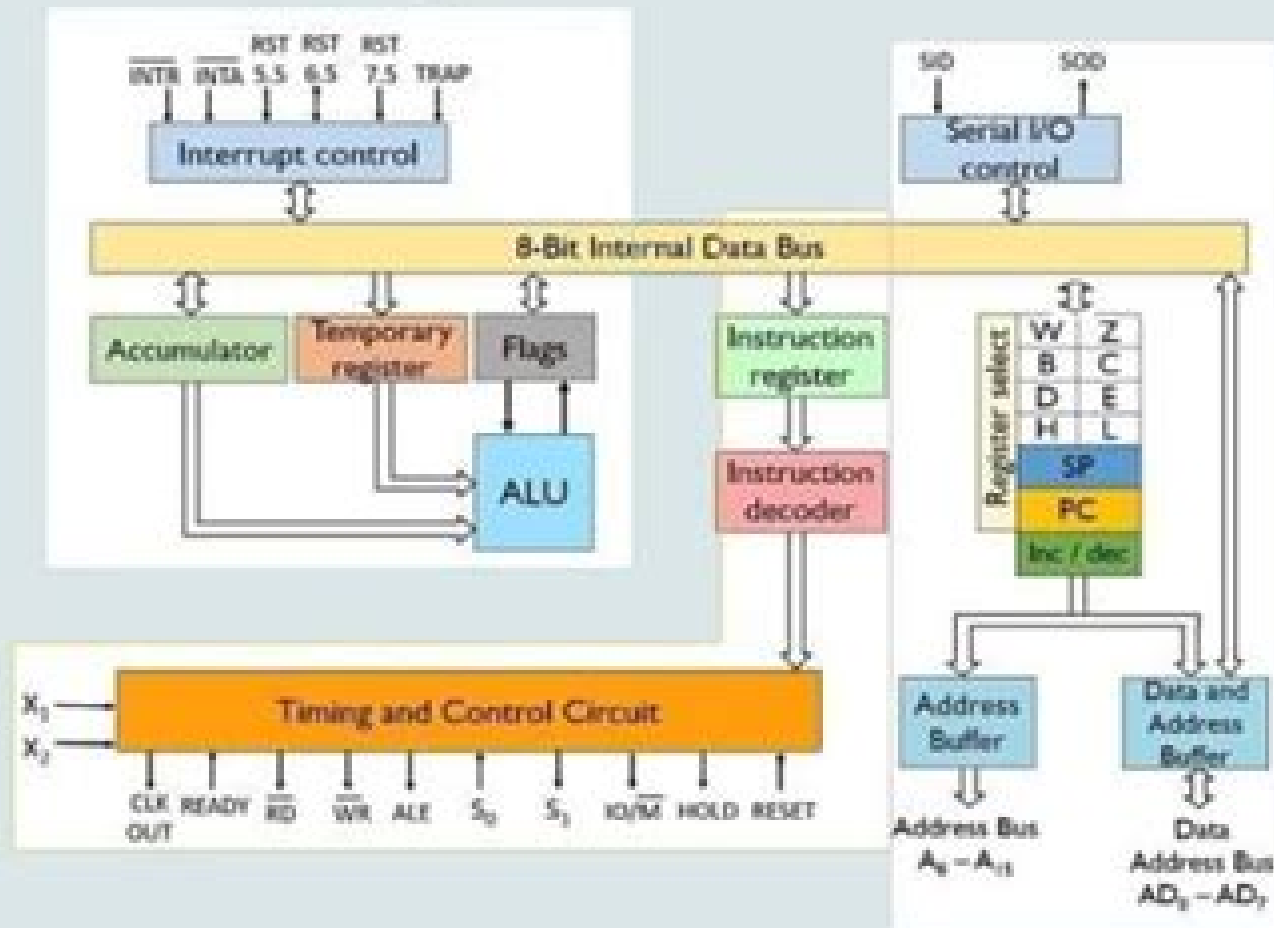 RST RST RST
INTR INTA 5.5 6.5 7.5 TRAP
Interrupt control
SID SOD
Serial I/O
control
8-Bit Internal Data Bus
Accumulator
Temporary
register
Flags
ALU
Instruction
register
Instruction
decoder
Register select
W Z
B C
D E
H L
SP
PC
Inc / dec
X₁
X₂
Timing and Control Circuit
CLK READY RD WR ALE S₀ S₁ IO/M HOLD RESET
OUT
Address
Buffer
Data and
Address
Buffer
Address Bus
A₈ – A₁₅
Data
Address Bus
AD₀ – AD₇